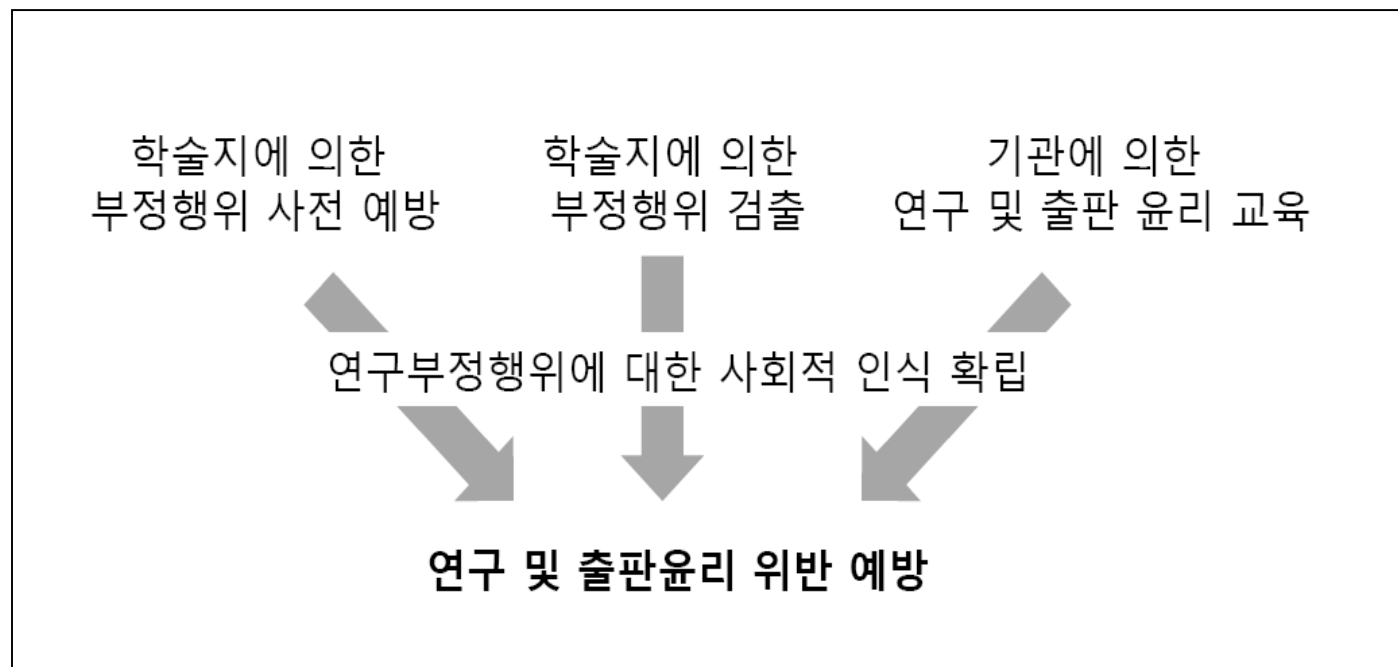 학술지에 의한
부정행위 사전 예방
학술지에 의한
부정행위 검출
기관에 의한
연구 및 출판 윤리 교육
연구부정행위에 대한 사회적 인식 확립
연구 및 출판윤리 위반 예방